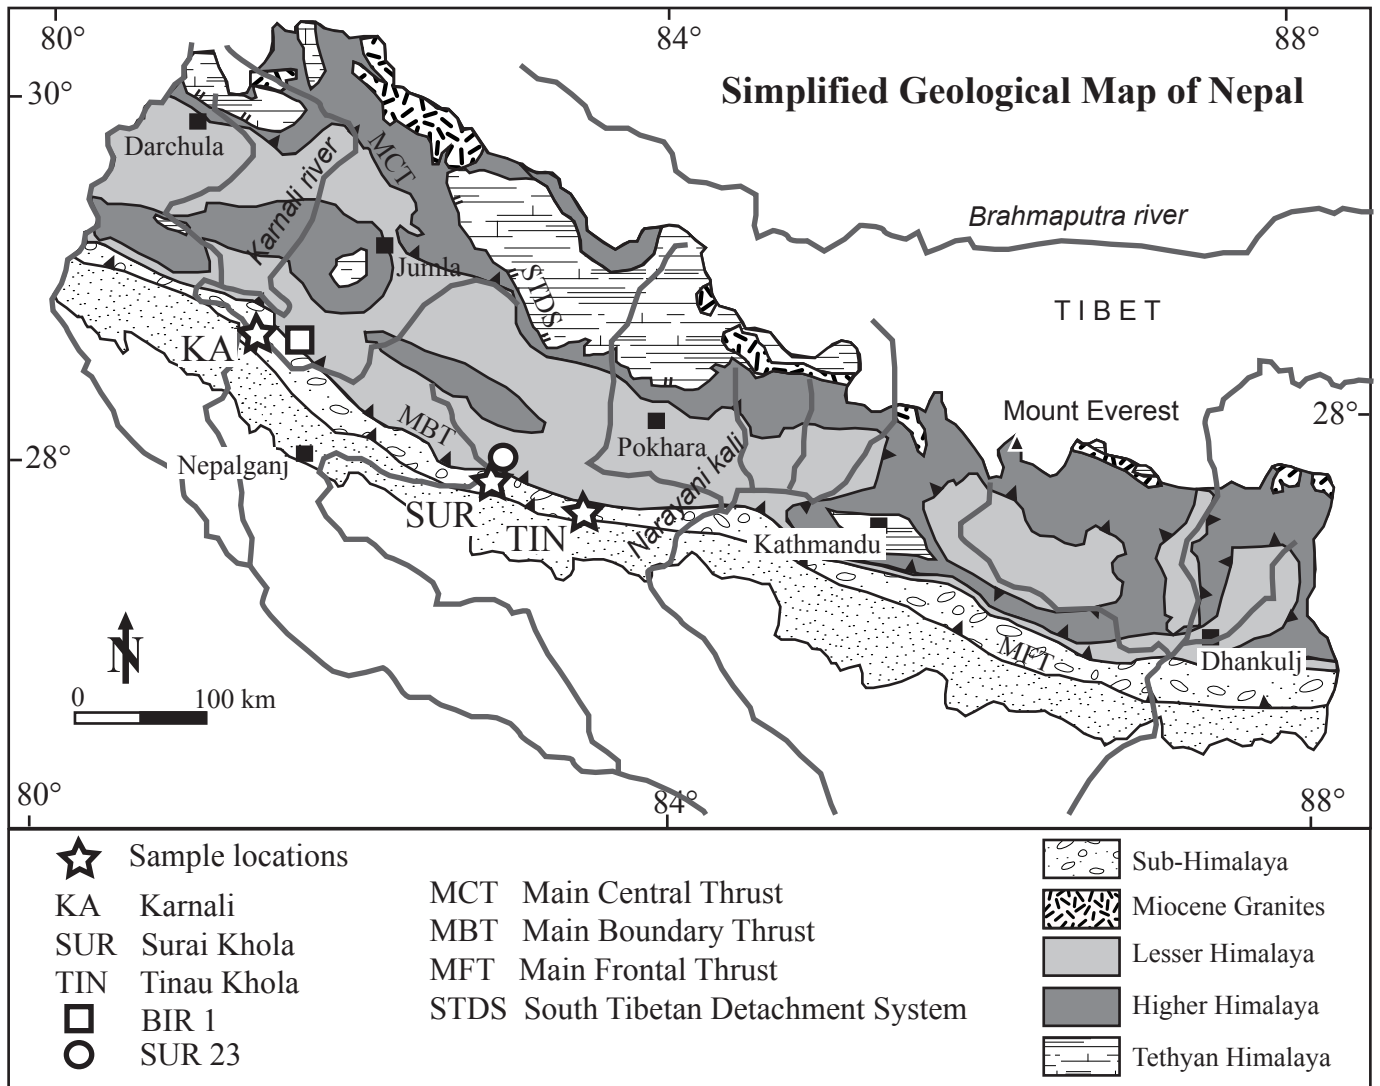 80°
84°
88°
30°
Simplified Geological Map of Nepal
Darchula
MCT
Karnali river
Brahmaputra river
Jumla
STDS
TIBET
KA
MBT
Mount Everest
28°
Pokhara
28°
Nepalganj
Narayani kali
SUR
TIN
Kathmandu
MFT
Dhankulj
N
0 100 km
80°
84°
88°
Sample locations
KA Karnali
SUR Surai Khola
TIN Tinau Khola
BIR 1
SUR 23
MCT Main Central Thrust
MBT Main Boundary Thrust
MFT Main Frontal Thrust
STDS South Tibetan Detachment System
Sub-Himalaya
Miocene Granites
Lesser Himalaya
Higher Himalaya
Tethyan Himalaya